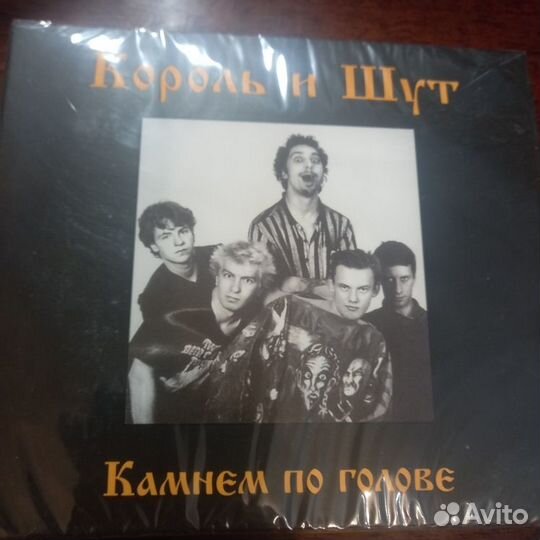 Король и Шут
Камнем по голове
Avito